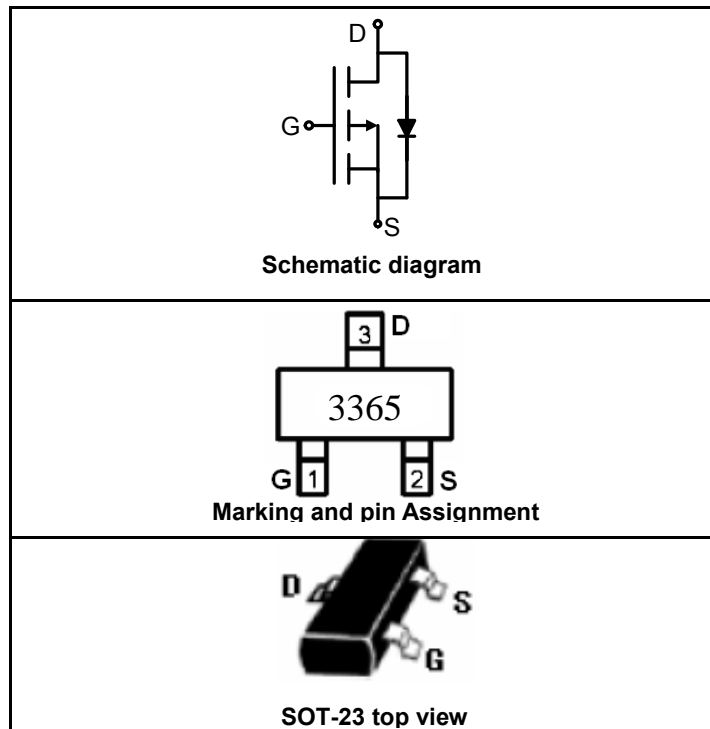 D
G
S
Schematic diagram
3 D
3365
G 1 2 S
Marking and pin Assignment
D
S
G
SOT-23 top view